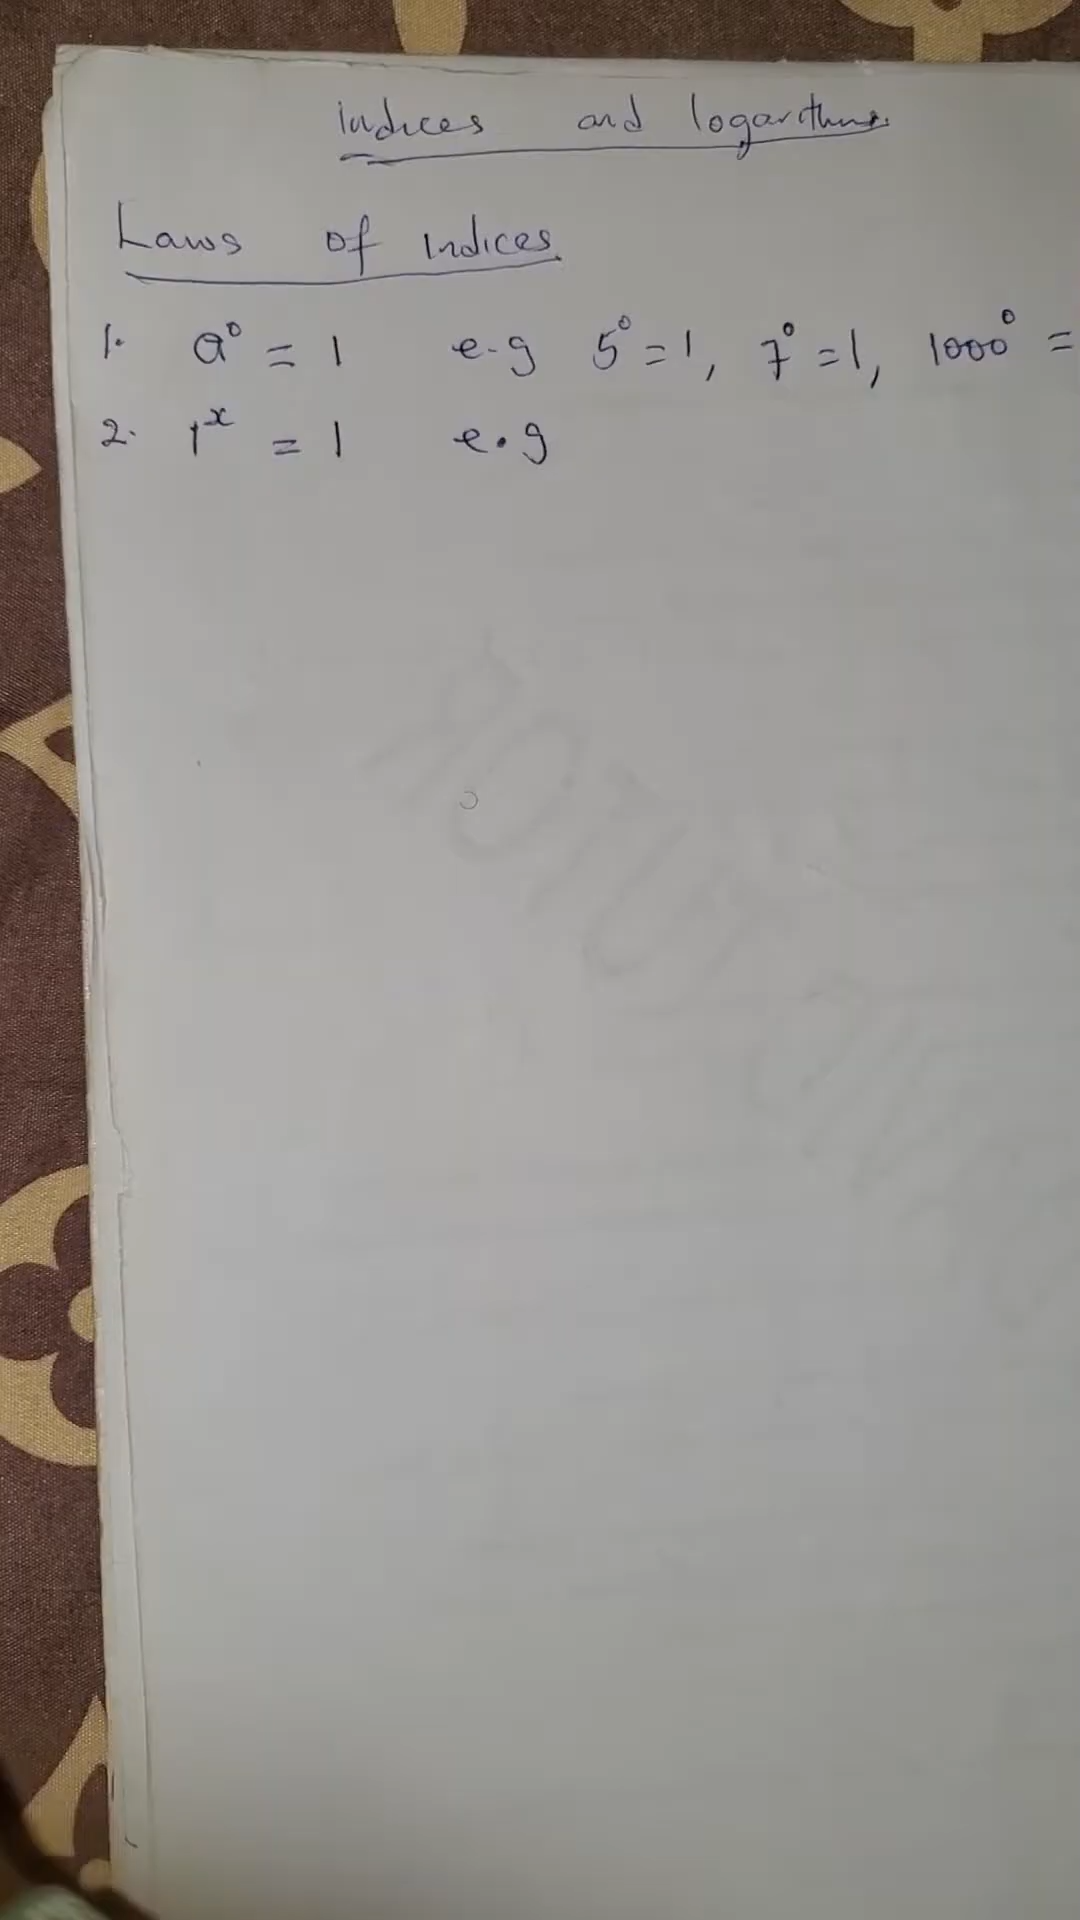 Indices and logarithms.
Laws of Indices.
1. a⁰ = 1 e.g 5⁰ = 1, 7⁰ = 1, 1000⁰ =
2. 1ˣ = 1 e.g